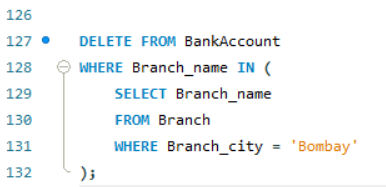 126
127 DELETE FROM BankAccount
128 WHERE Branch_name IN (
129 SELECT Branch_name
130 FROM Branch
131 WHERE Branch_city = 'Bombay'
132 );